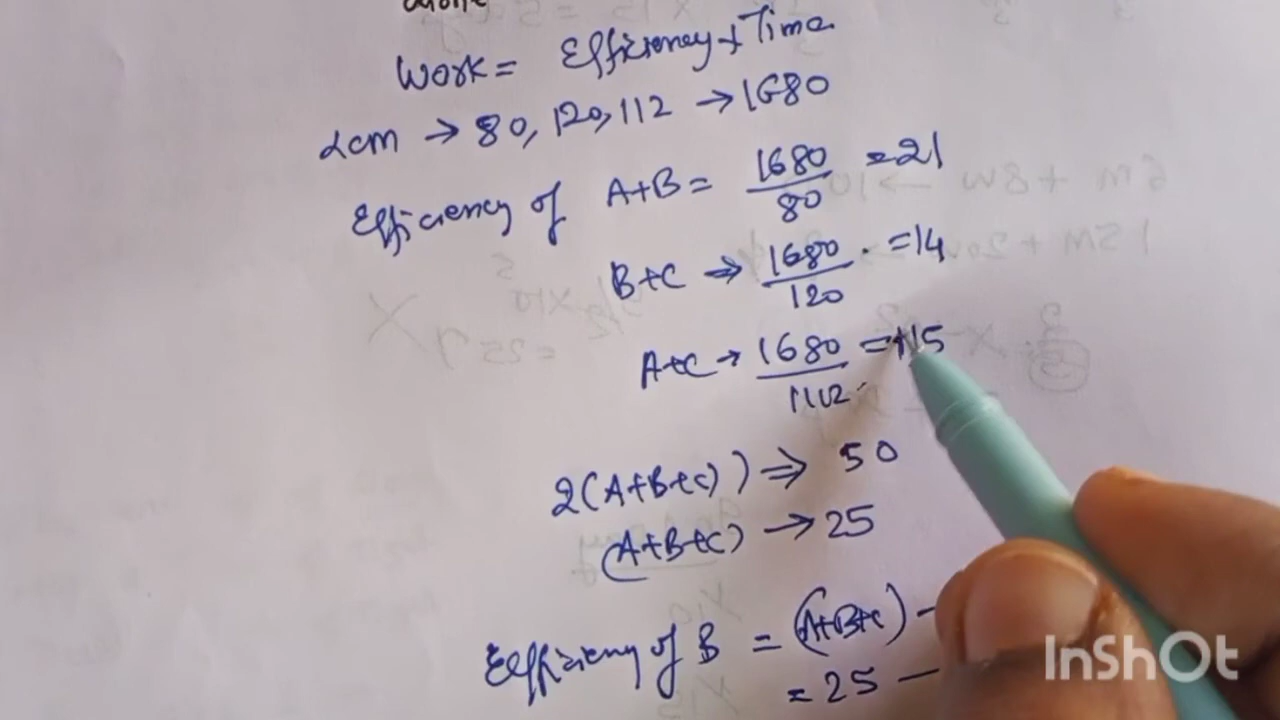 Work = Efficiency × Time
Lcm → 80, 120, 112 → 1680
Efficiency of A+B = 1680/80 = 21
B+C ⇒ 1680/120 = 14
A+C → 1680/112 = 15
2(A+B+C) ⇒ 50
(A+B+C) → 25
Efficiency of B = (A+B+C) -
= 25 -
InShOt